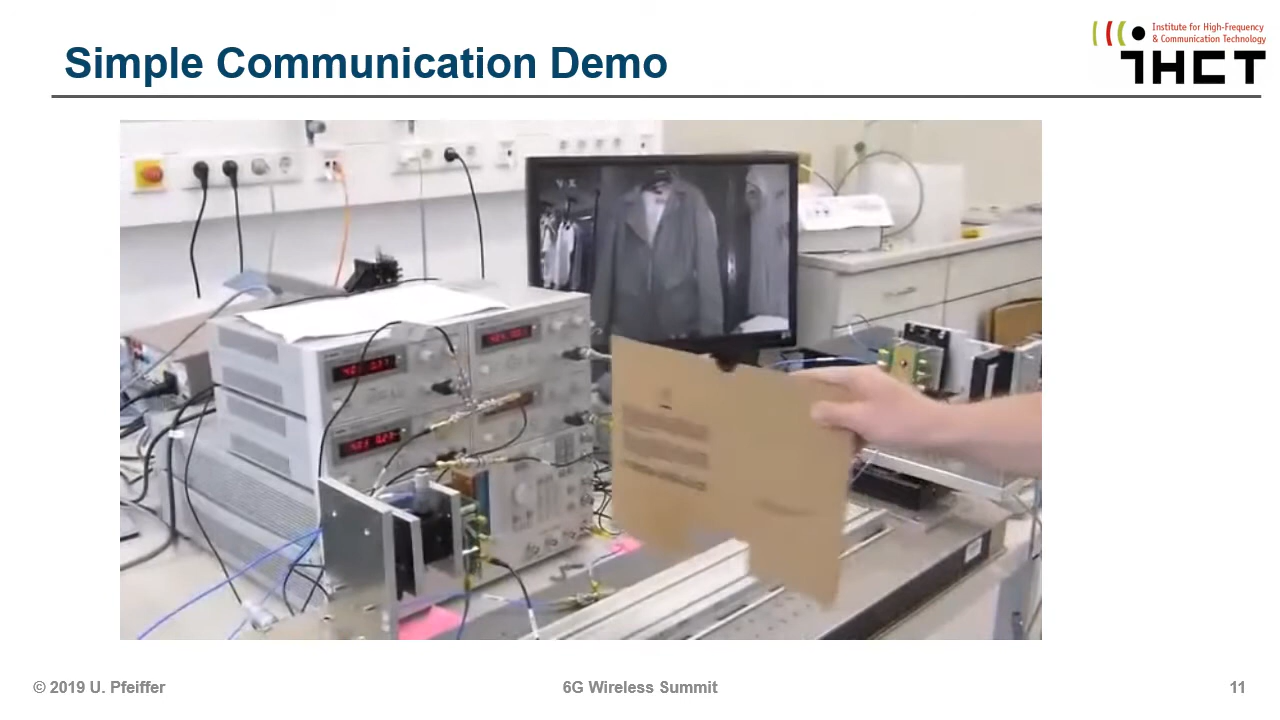 Simple Communication Demo
Institute for High-Frequency
& Communication Technology
IHCT
© 2019 U. Pfeiffer
6G Wireless Summit
11